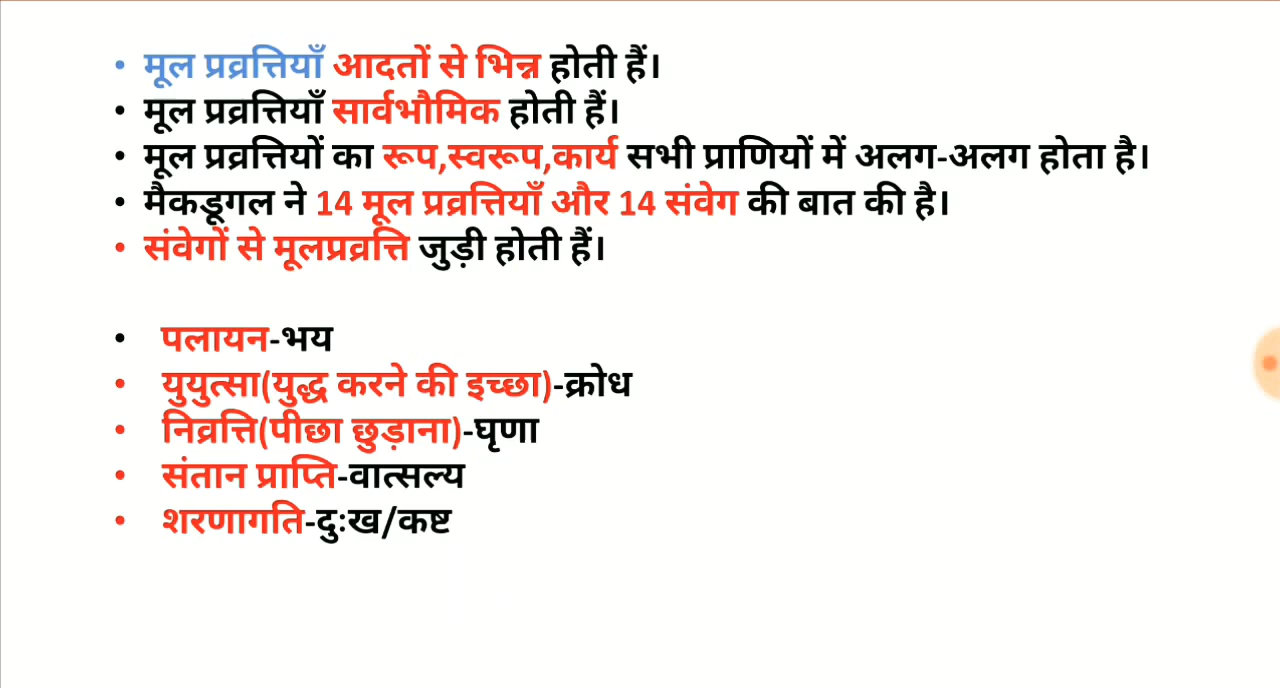 • मूल प्रव्रत्तियाँ आदतों से भिन्न होती हैं।
• मूल प्रव्रत्तियाँ सार्वभौमिक होती हैं।
• मूल प्रव्रत्तियों का रूप,स्वरूप,कार्य सभी प्राणियों में अलग-अलग होता है।
• मैकडूगल ने 14 मूल प्रव्रत्तियाँ और 14 संवेग की बात की है।
• संवेगों से मूलप्रव्रत्ति जुड़ी होती हैं।
• पलायन-भय
• युयुत्सा(युद्ध करने की इच्छा)-क्रोध
• निव्रत्ति(पीछा छुड़ाना)-घृणा
• संतान प्राप्ति-वात्सल्य
• शरणागति-दुःख/कष्ट